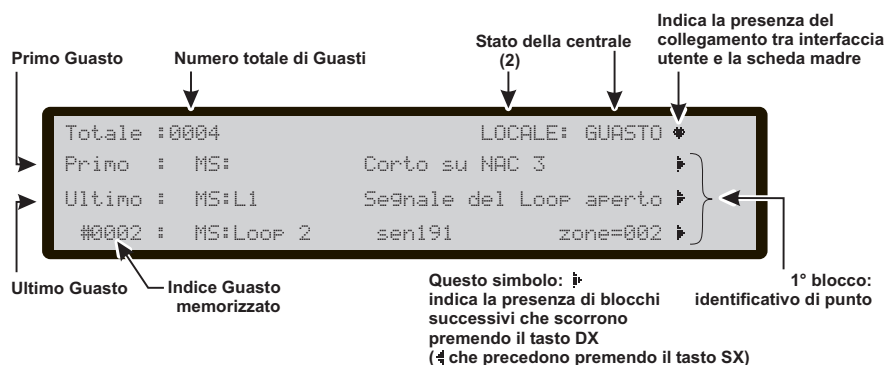 Indica la presenza del
collegamento tra interfaccia
utente e la scheda madre
Stato della centrale
(2)
Primo Guasto
Numero totale di Guasti
Totale :0004 LOCALE: GUASTO
Primo : MS: Corto su NAC 3
Ultimo : MS:L1 Segnale del Loop aperto
#0002 : MS:Loop 2 sen191 zone=002
Ultimo Guasto
Indice Guasto
memorizzato
Questo simbolo:
indica la presenza di blocchi
successivi che scorrono
premendo il tasto DX
( che precedono premendo il tasto SX)
1° blocco:
identificativo di punto